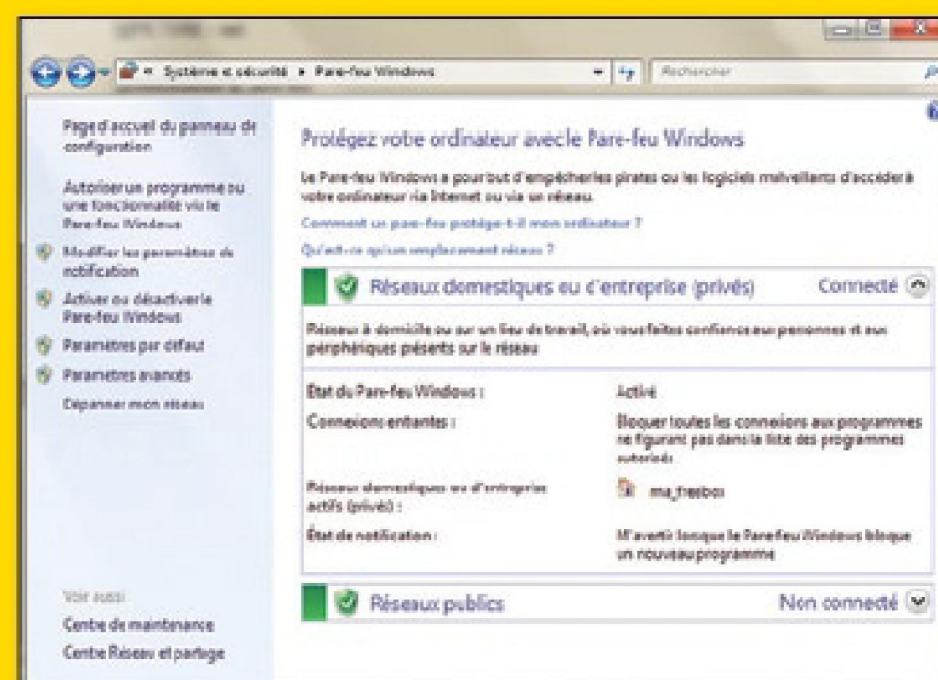 Système et sécurité ▸ Pare-feu Windows
Rechercher
Page d'accueil du panneau de
configuration
Autoriser un programme ou
une fonctionnalité via le
Pare-feu Windows
Modifier les paramètres de
notification
Activer ou désactiver le
Pare-feu Windows
Paramètres par défaut
Paramètres avancés
Dépanner mon réseau
Voir aussi
Centre de maintenance
Centre Réseau et partage
Protégez votre ordinateur avec le Pare-feu Windows
Le Pare-feu Windows a pour but d'empêcher les pirates ou les logiciels malveillants d'accéder à
votre ordinateur via Internet ou via un réseau.
Comment un pare-feu protège-t-il mon ordinateur ?
Qu'est-ce qu'un emplacement réseau ?
Réseaux domestiques ou d'entreprise (privés) Connecté
Réseaux à domicile ou sur un lieu de travail, où vous faites confiance aux personnes et aux
périphériques présents sur le réseau
État du Pare-feu Windows : Activé
Connexions entrantes : Bloquer toutes les connexions aux programmes
ne figurant pas dans la liste des programmes
autorisés
Réseaux domestiques ou d'entreprise ma_freebox
actifs (privés) :
État de notification : M'avertir lorsque le Pare-feu Windows bloque
un nouveau programme
Réseaux publics Non connecté